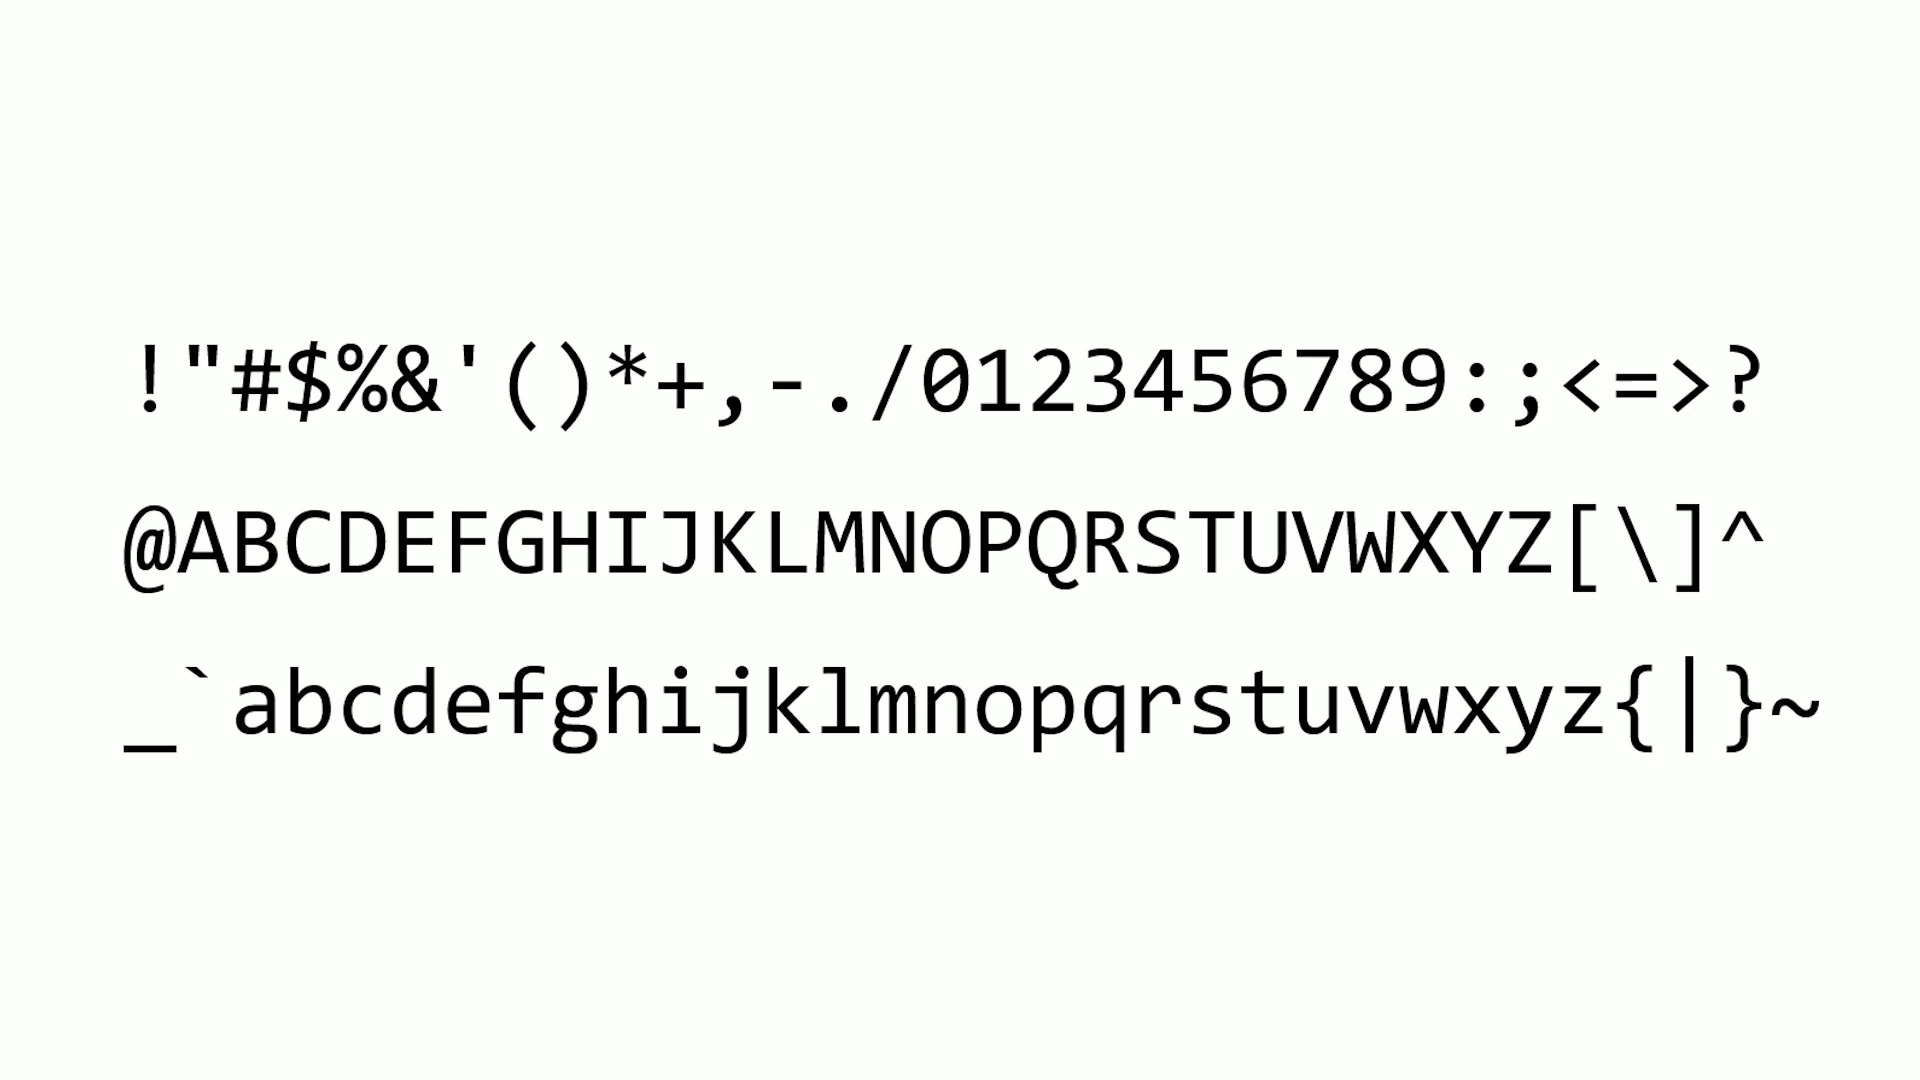 !"#$%&'()*+,-./0123456789:;<=>?
@ABCDEFGHIJKLMNOPQRSTUVWXYZ[\]^
_`abcdefghijklmnopqrstuvwxyz{|}~